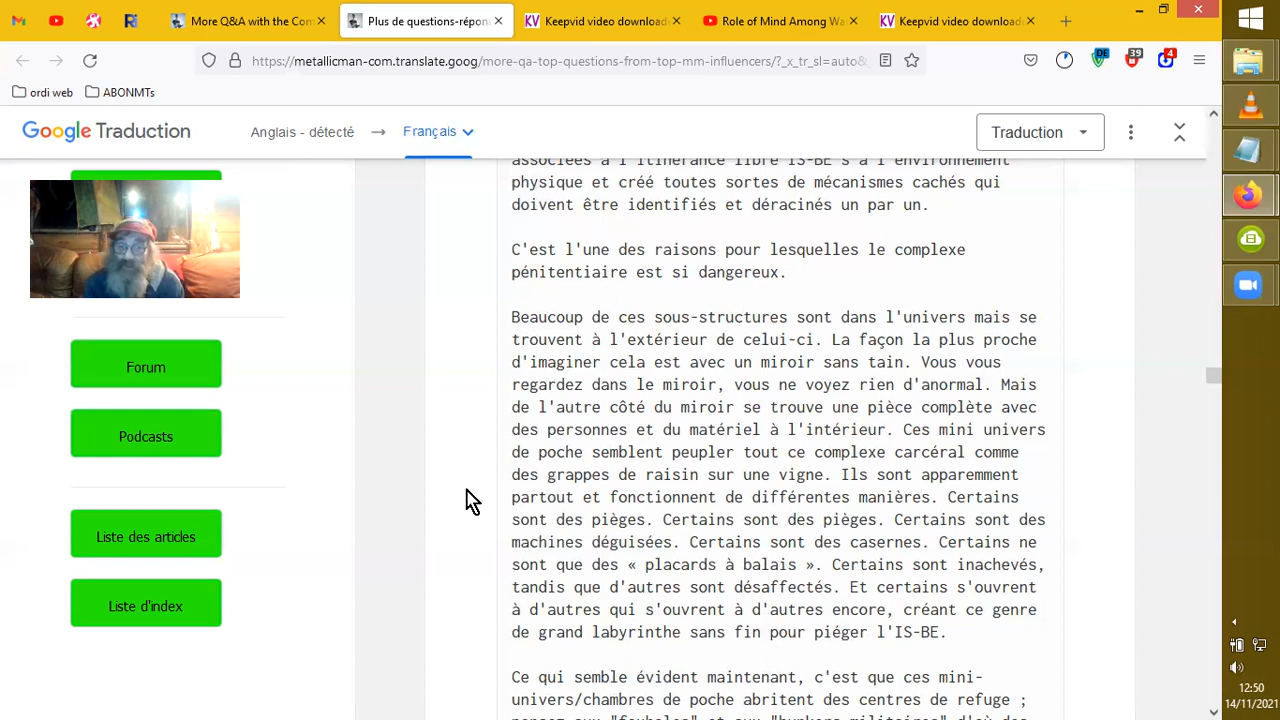 More Q&A with the Com
Plus de questions-répon
Keepvid video download
Role of Mind Among Wa
Keepvid video download
https://metallicman-com.translate.goog/more-qa-
?_x_tr_sl=auto&
DE
39
4
ordi web
ABONMTs
Google Traduction
Anglais - détecté
Français
Traduction
associées à l'itinérance libre IS-BE s à l'environnement
physique et créé toutes sortes de mécanismes cachés qui
doivent être identifiés et déracinés un par un.
C'est l'une des raisons pour lesquelles le complexe
pénitentiaire est si dangereux.
Beaucoup de ces sous-structures sont dans l'univers mais se
trouvent à l'extérieur de celui-ci. La façon la plus proche
d'imaginer cela est avec un miroir sans tain. Vous vous
regardez dans le miroir, vous ne voyez rien d'anormal. Mais
de l'autre côté du miroir se trouve une pièce complète avec
des personnes et du matériel à l'intérieur. Ces mini univers
de poche semblent peupler tout ce complexe carcéral comme
des grappes de raisin sur une vigne. Ils sont apparemment
partout et fonctionnent de différentes manières. Certains
sont des pièges. Certains sont des pièges. Certains sont des
machines déguisées. Certains sont des casernes. Certains ne
sont que des « placards à balais ». Certains sont inachevés,
tandis que d'autres sont désaffectés. Et certains s'ouvrent
à d'autres qui s'ouvrent à d'autres encore, créant ce genre
de grand labyrinthe sans fin pour piéger l'IS-BE.
Ce qui semble évident maintenant, c'est que ces mini-
univers/chambres de poche abritent des centres de refuge ;
Forum
Podcasts
Liste des articles
Liste d'index
12:50
14/11/2021